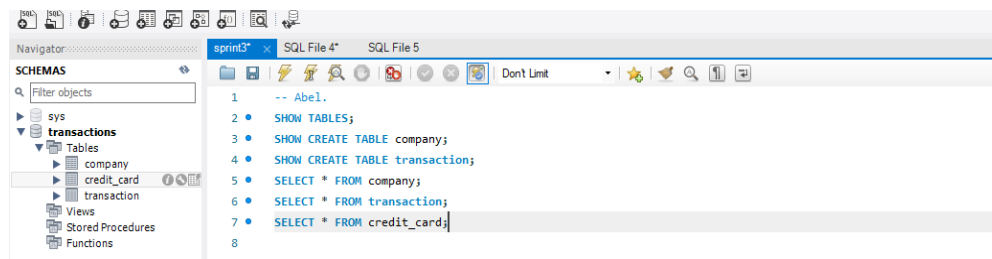 SQL SQL
Navigator
sprint3* SQL File 4* SQL File 5
SCHEMAS
Don't Limit
Filter objects
sys
transactions
Tables
company
credit_card
transaction
Views
Stored Procedures
Functions
1 -- Abel.
2 SHOW TABLES;
3 SHOW CREATE TABLE company;
4 SHOW CREATE TABLE transaction;
5 SELECT * FROM company;
6 SELECT * FROM transaction;
7 SELECT * FROM credit_card;
8